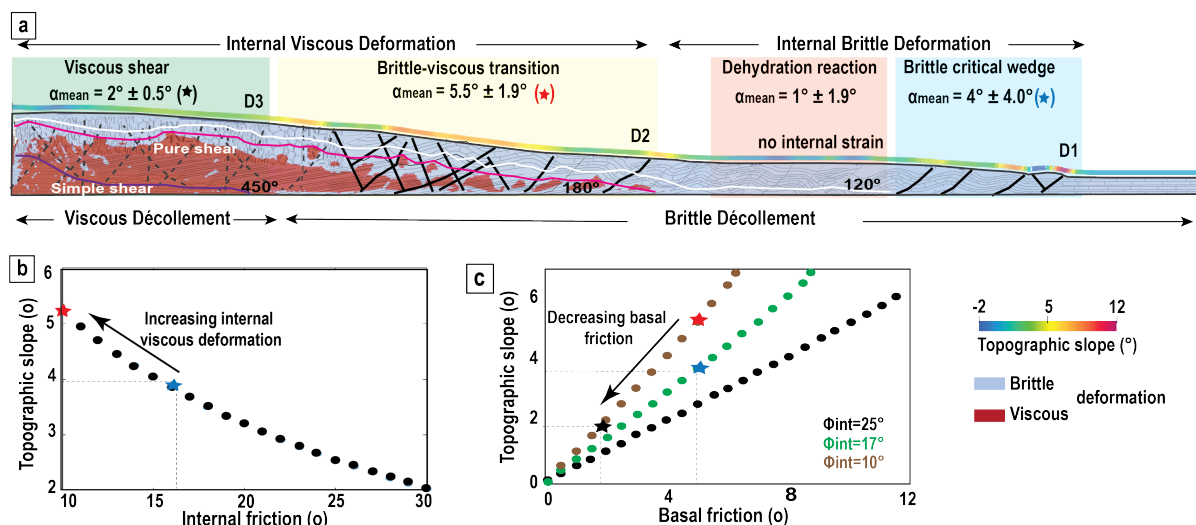 a
Internal Viscous Deformation
Internal Brittle Deformation
Viscous shear
αmean = 2° ± 0.5° (★)
Brittle-viscous transition
αmean = 5.5° ± 1.9° (★)
Dehydration reaction
αmean = 1° ± 1.9°
Brittle critical wedge
αmean = 4° ± 4.0° (★)
D3
D2
no internal strain
D1
Pure shear
Simple shear
450°
180°
120°
Viscous Décollement
Brittle Décollement
b
6
5
4
3
2
10
15
20
25
30
Topographic slope (o)
Internal friction (o)
Increasing internal
viscous deformation
c
6
4
2
0
0
4
8
12
Topographic slope (o)
Basal friction (o)
Decreasing basal
friction
Φint=25°
Φint=17°
Φint=10°
-2
5
12
Topographic slope (°)
Brittle
Viscous
deformation